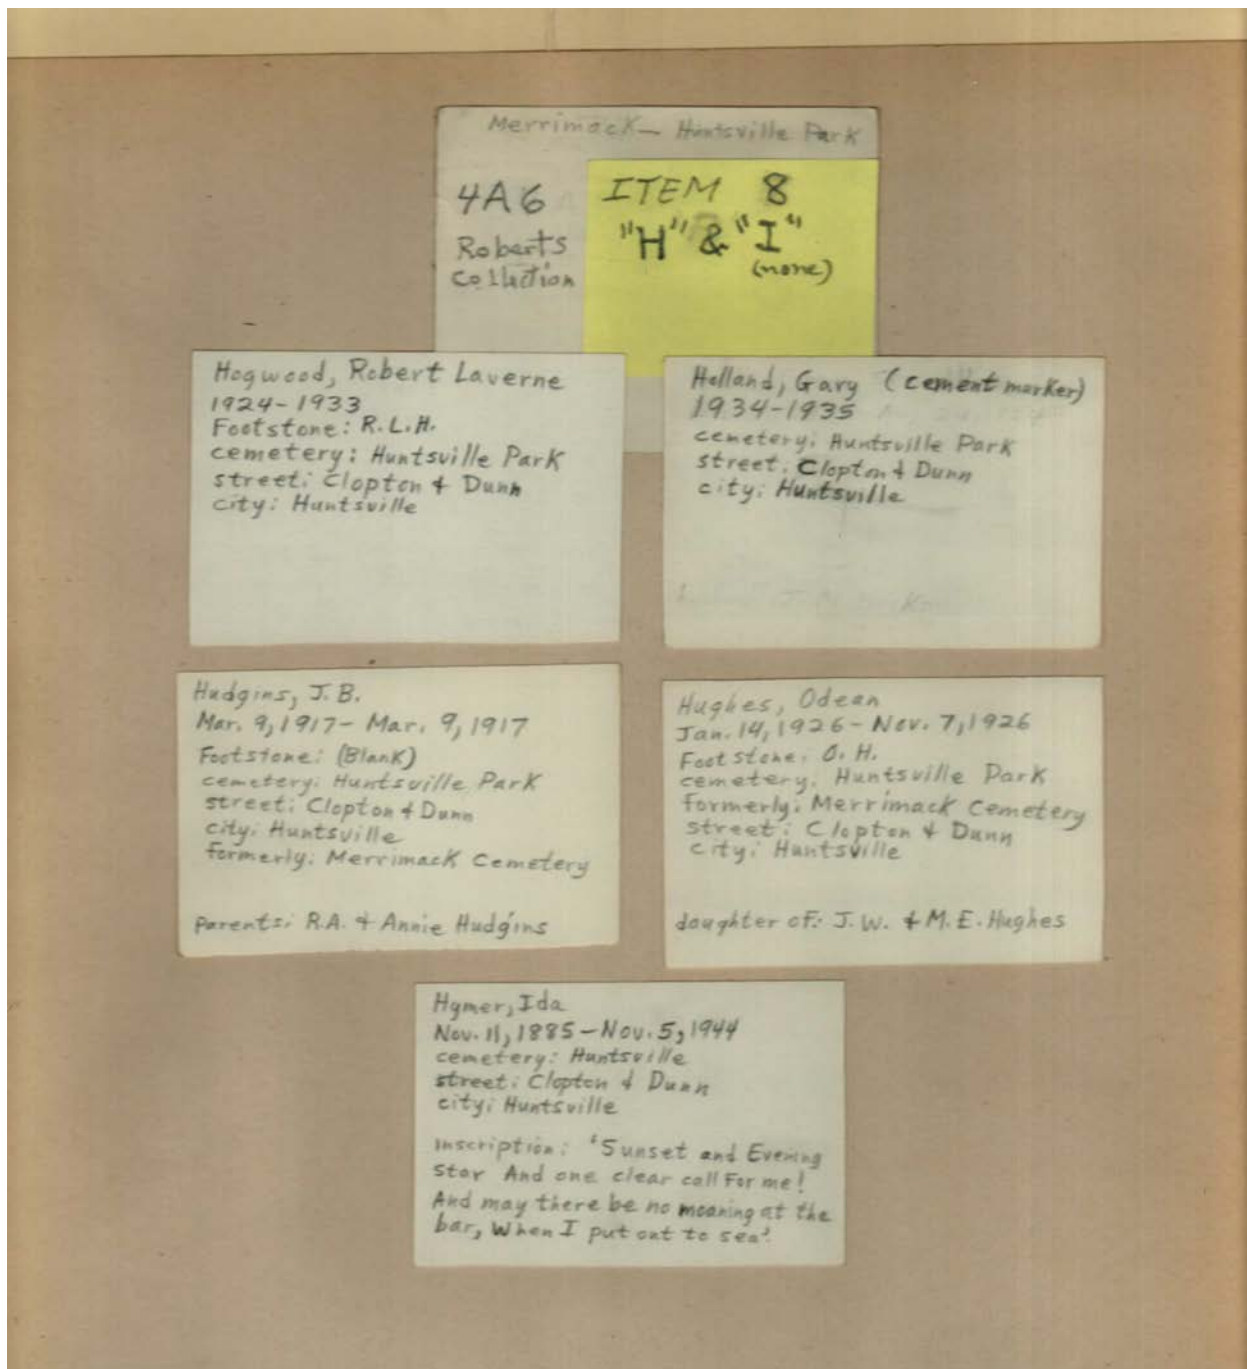 Merrimack - Huntsville Park
4A6
Roberts
Collection
ITEM 8
"H" & "I"
(none)
Hogwood, Robert Laverne
1924-1933
Footstone: R.L.H.
cemetery: Huntsville Park
street: Clopton & Dunn
city: Huntsville
Holland, Gary (cement marker)
1934-1935
cemetery: Huntsville Park
street: Clopton & Dunn
city: Huntsville
Hudgins, J.B.
Mar. 9, 1917 - Mar. 9, 1917
Footstone: (Blank)
cemetery: Huntsville Park
street: Clopton & Dunn
city: Huntsville
formerly: Merrimack Cemetery
parents: R.A. & Annie Hudgins
Hughes, Odean
Jan. 14, 1926 - Nov. 7, 1926
Footstone: O.H.
cemetery: Huntsville Park
formerly: Merrimack Cemetery
street: Clopton & Dunn
city: Huntsville
daughter of: J.W. & M.E. Hughes
Hymer, Ida
Nov. 11, 1885 - Nov. 5, 1944
cemetery: Huntsville
street: Clopton & Dunn
city: Huntsville
inscription: 'Sunset and Evening
Star And one clear call For me!
And may there be no moaning at the
bar, When I put out to sea'.